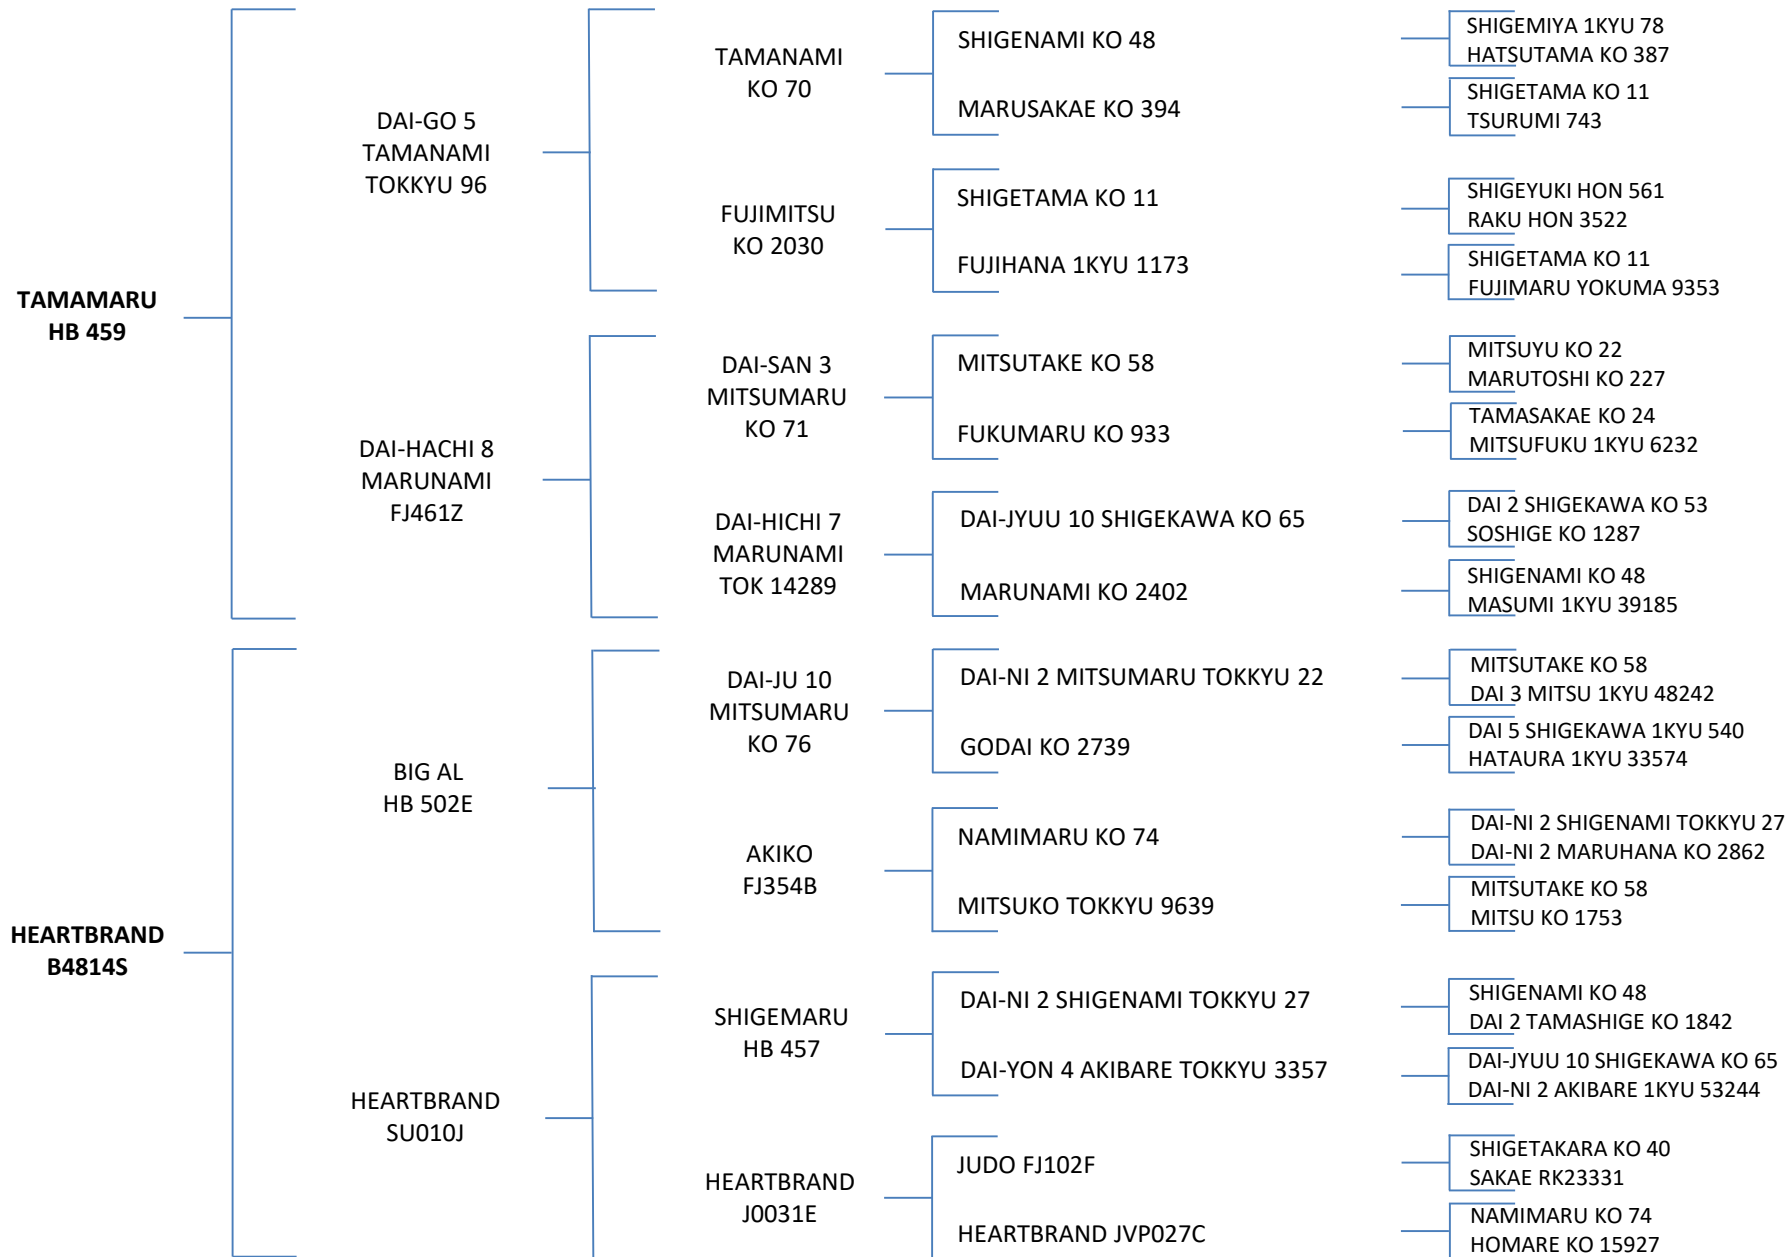 TAMAMARU
HB 459
HEARTBRAND
B4814S
DAI-GO 5
TAMANAMI
TOKKYU 96
DAI-HACHI 8
MARUNAMI
FJ461Z
BIG AL
HB 502E
HEARTBRAND
SU010J
TAMANAMI
KO 70
FUJIMITSU
KO 2030
DAI-SAN 3
MITSUMARU
KO 71
DAI-HICHI 7
MARUNAMI
TOK 14289
DAI-JU 10
MITSUMARU
KO 76
AKIKO
FJ354B
SHIGEMARU
HB 457
HEARTBRAND
J0031E
SHIGENAMI KO 48
MARUSAKAE KO 394
SHIGETAMA KO 11
FUJIHANA 1KYU 1173
MITSUTAKE KO 58
FUKUMARU KO 933
DAI-JYUU 10 SHIGEKAWA KO 65
MARUNAMI KO 2402
DAI-NI 2 MITSUMARU TOKKYU 22
GODAI KO 2739
NAMIMARU KO 74
MITSUKO TOKKYU 9639
DAI-NI 2 SHIGENAMI TOKKYU 27
DAI-YON 4 AKIBARE TOKKYU 3357
JUDO FJ102F
HEARTBRAND JVP027C
SHIGEMIYA 1KYU 78
HATSUTAMA KO 387
SHIGETAMA KO 11
TSURUMI 743
SHIGEYUKI HON 561
RAKU HON 3522
SHIGETAMA KO 11
FUJIMARU YOKUMA 9353
MITSUYU KO 22
MARUTOSHI KO 227
TAMASAKAE KO 24
MITSUFUKU 1KYU 6232
DAI 2 SHIGEKAWA KO 53
SOSHIGE KO 1287
SHIGENAMI KO 48
MASUMI 1KYU 39185
MITSUTAKE KO 58
DAI 3 MITSU 1KYU 48242
DAI 5 SHIGEKAWA 1KYU 540
HATAURA 1KYU 33574
DAI-NI 2 SHIGENAMI TOKKYU 27
DAI-NI 2 MARUHANA KO 2862
MITSUTAKE KO 58
MITSU KO 1753
SHIGENAMI KO 48
DAI 2 TAMASHIGE KO 1842
DAI-JYUU 10 SHIGEKAWA KO 65
DAI-NI 2 AKIBARE 1KYU 53244
SHIGETAKARA KO 40
SAKAE RK23331
NAMIMARU KO 74
HOMARE KO 15927